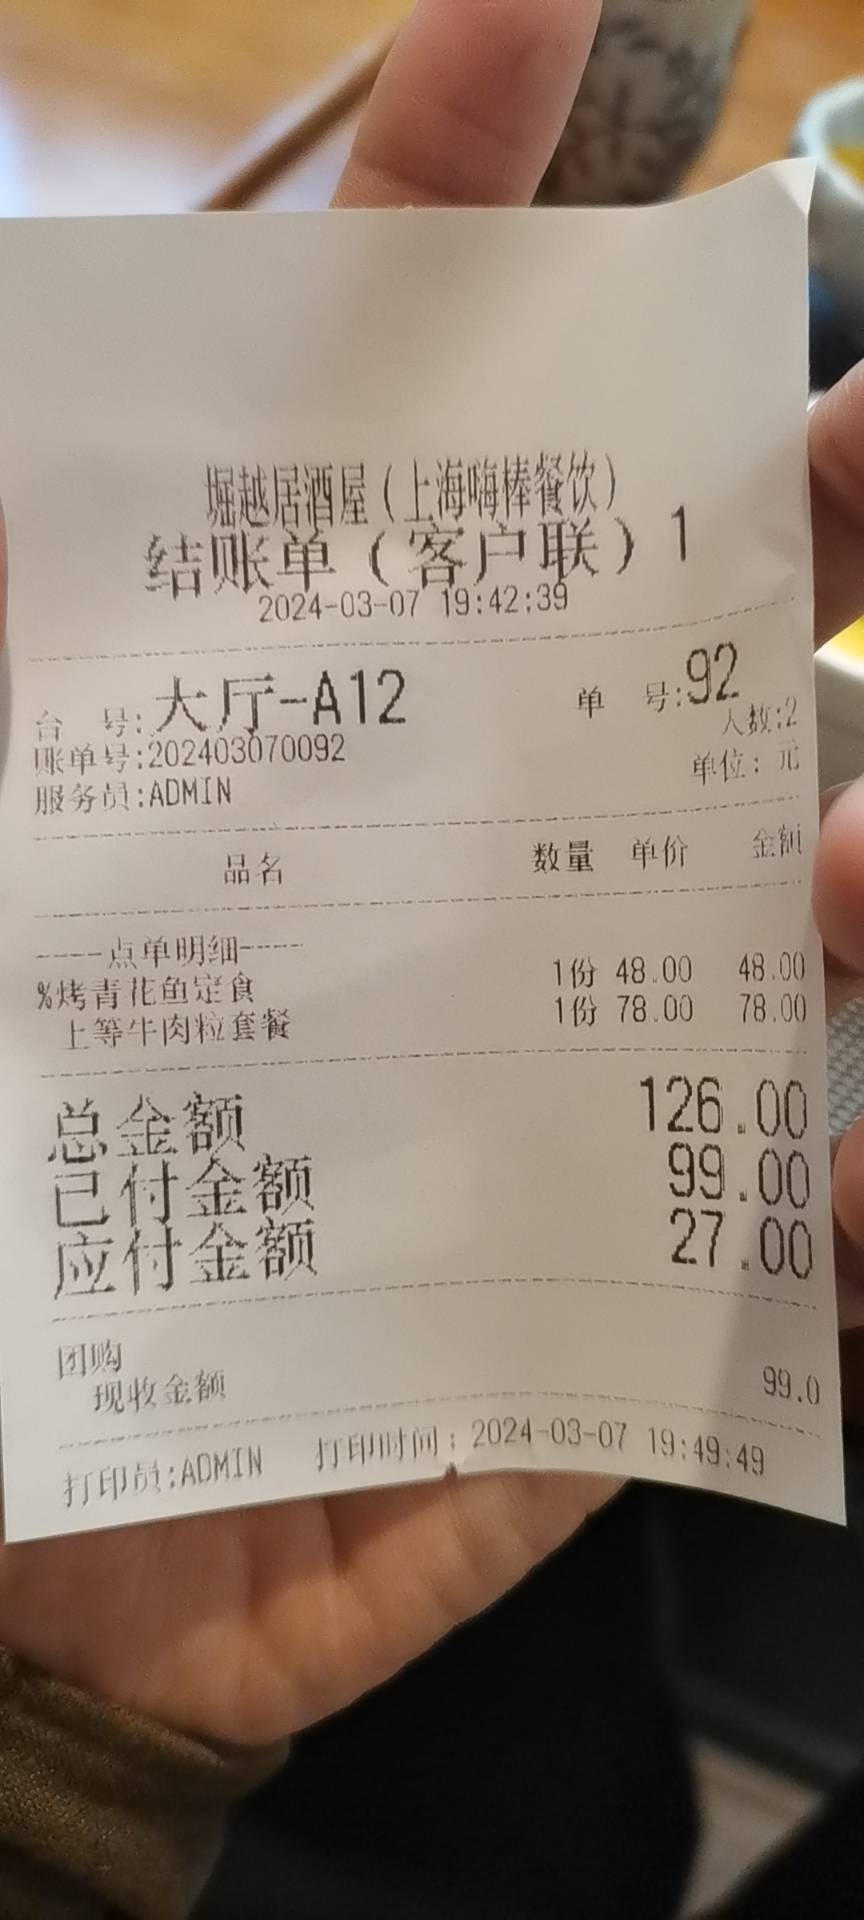 堀越居酒屋(上海嗨棒餐饮)
结账单(客户联)1
2024-03-07 19:42:39
台 号:大厅-A12 单 号:92
账单号:202403070092 人数:2
服务员:ADMIN 单位:元
品名 数量 单价 金额
----点单明细----
%烤青花鱼定食 1份 48.00 48.00
上等牛肉粒套餐 1份 78.00 78.00
总金额 126.00
已付金额 99.00
应付金额 27.00
团购
现收金额 99.0
打印员:ADMIN 打印时间:2024-03-07 19:49:49